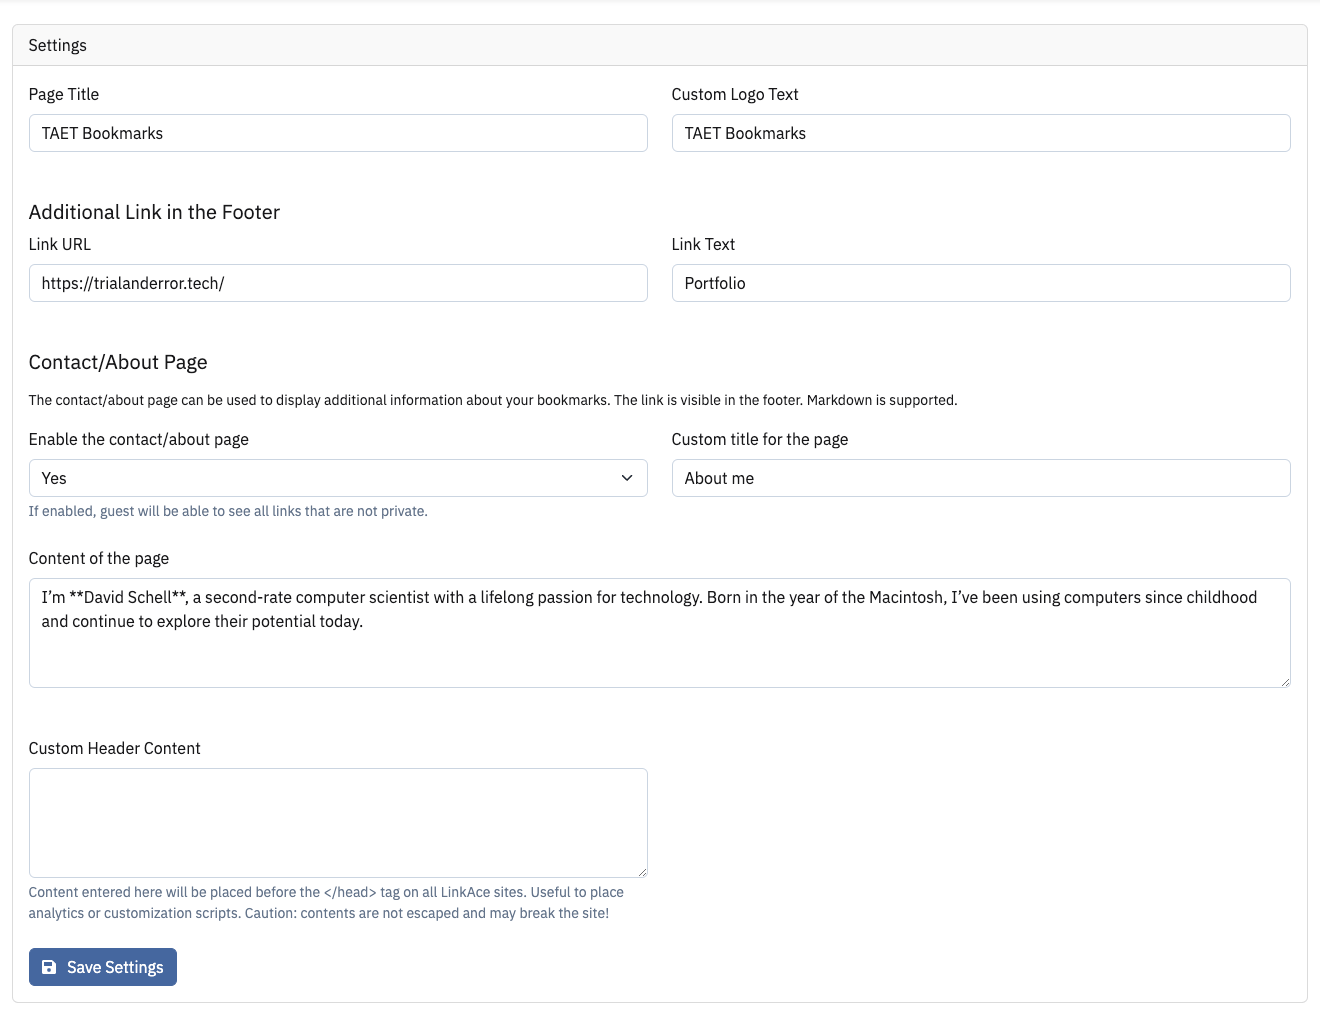 Settings
Page Title
Custom Logo Text
TAET Bookmarks
TAET Bookmarks
Additional Link in the Footer
Link URL
Link Text
https://trialanderror.tech/
Portfolio
Contact/About Page
The contact/about page can be used to display additional information about your bookmarks. The link is visible in the footer. Markdown is supported.
Enable the contact/about page
Custom title for the page
Yes
About me
If enabled, guest will be able to see all links that are not private.
Content of the page
I’m **David Schell**, a second-rate computer scientist with a lifelong passion for technology. Born in the year of the Macintosh, I’ve been using computers since childhood
and continue to explore their potential today.
Custom Header Content
Content entered here will be placed before the </head> tag on all LinkAce sites. Useful to place
analytics or customization scripts. Caution: contents are not escaped and may break the site!
Save Settings